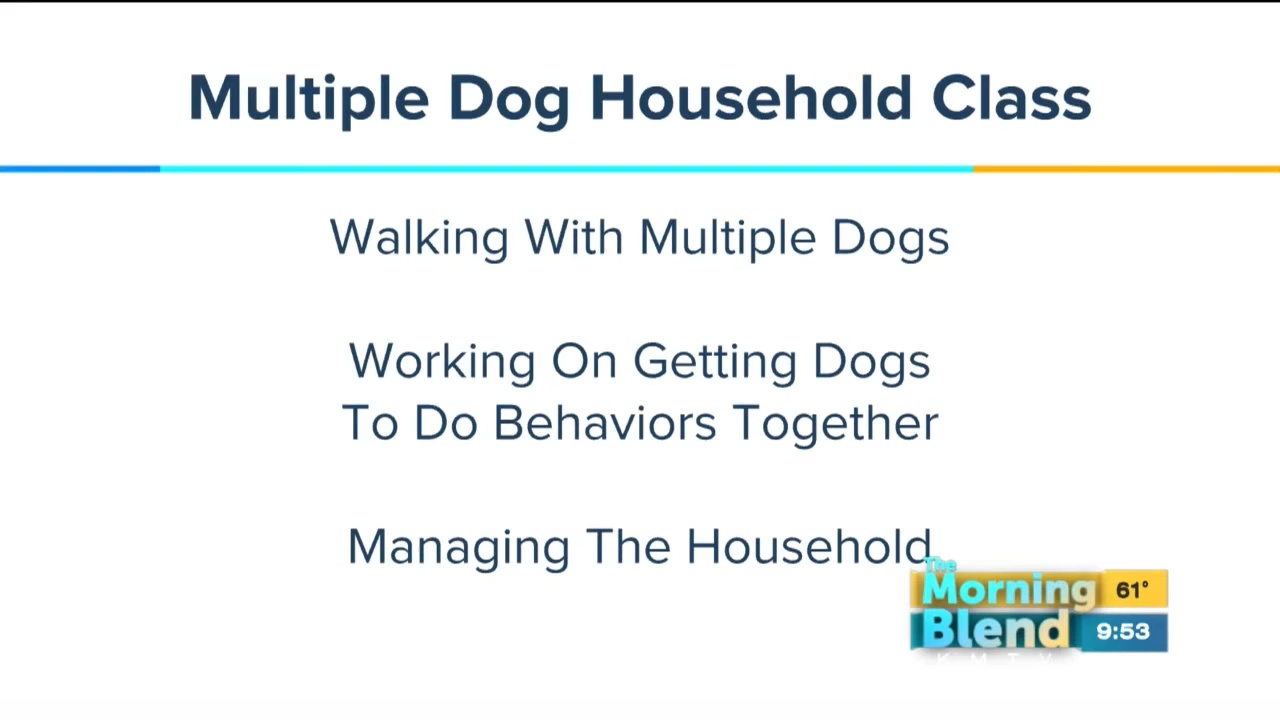 Multiple Dog Household Class
Walking With Multiple Dogs
Working On Getting Dogs
To Do Behaviors Together
Managing The Household
The
Morning
61°
Blend
9:53
KMTV